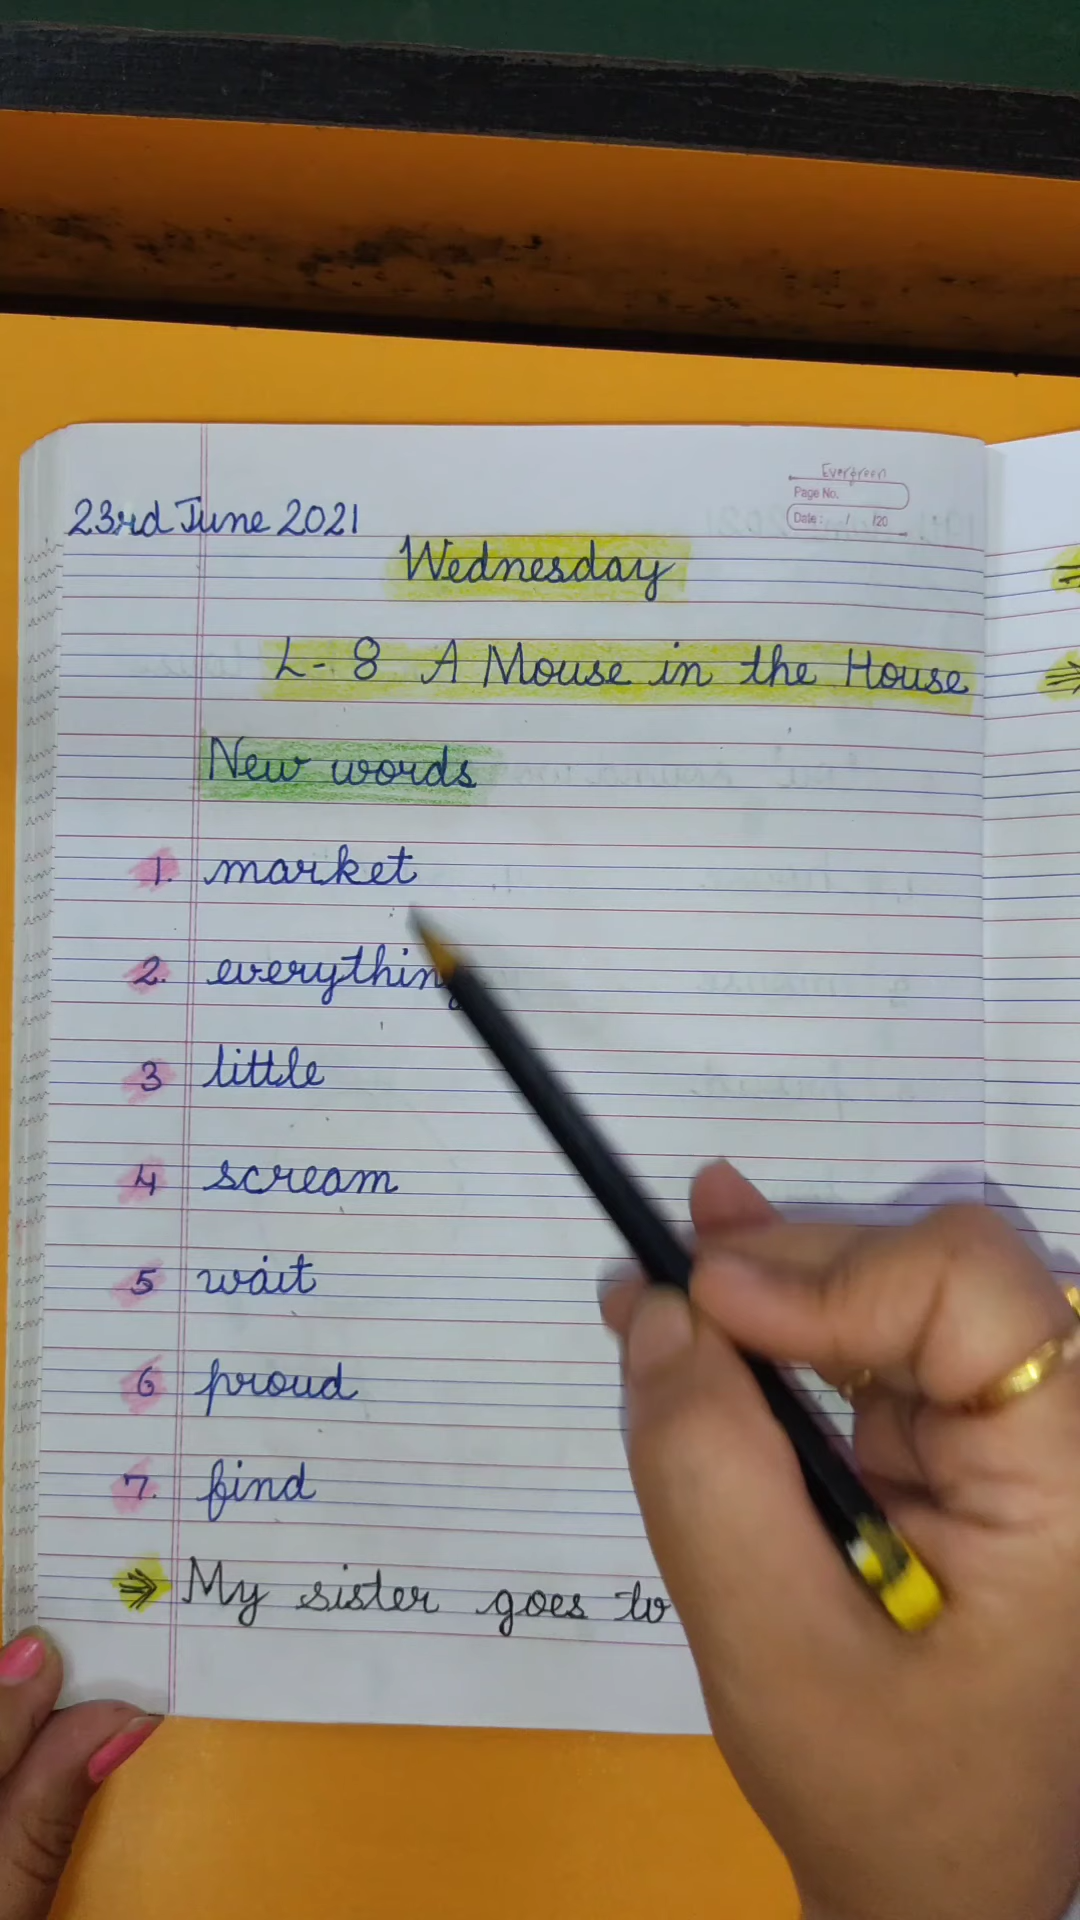 Evergreen
Page No.
Date: / /20
23rd June 2021
Wednesday
L- 8 A Mouse in the House
New words
1. market
2. everything
3 little
4 scream
5 wait
6 proud
7. find
⇒ My sister goes to